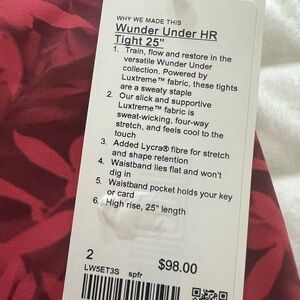 WHY WE MADE THIS
Wunder Under HR
Tight 25"
1. Train, flow and restore in the
versatile Wunder Under
collection. Powered by
Luxtreme™ fabric, these tights
are a sweaty staple
2. Our slick and supportive
Luxtreme™ fabric is
sweat-wicking, four-way
stretch, and feels cool to the
touch
3. Added Lycra® fibre for stretch
and shape retention
4. Waistband lies flat and won't
dig in
5. Waistband pocket holds your key
or card
6. High rise, 25" length
2 $98.00
LW5ET3S spfr